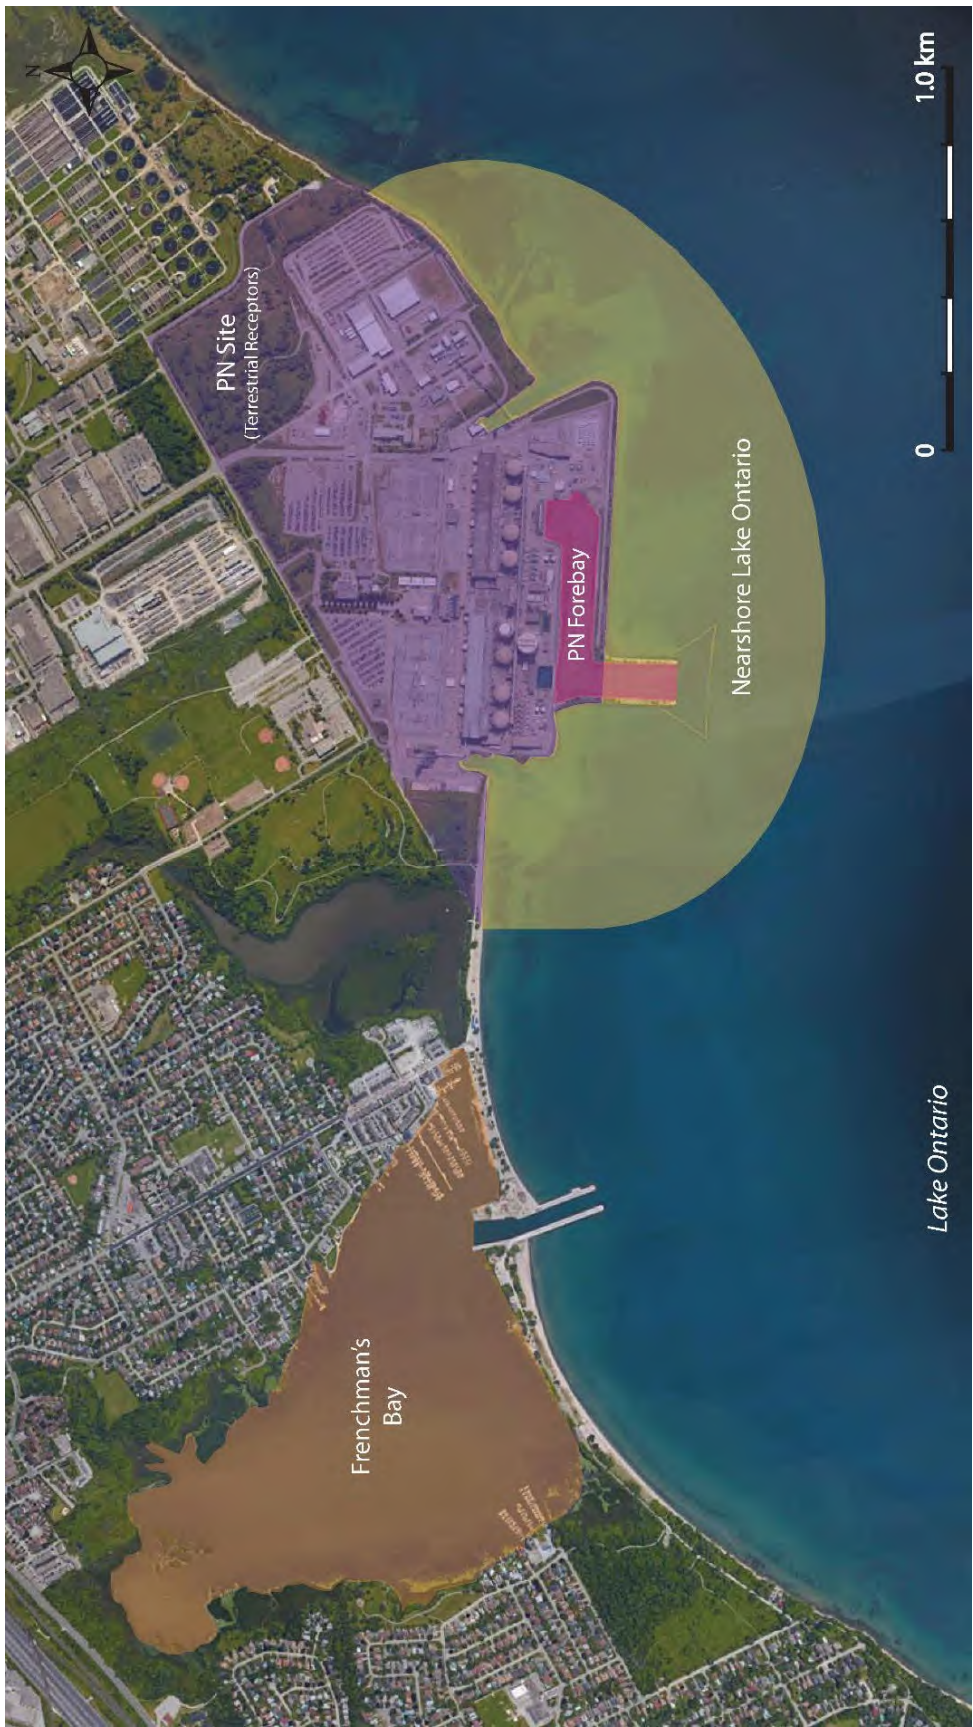 N
PN Site
(Terrestrial Receptors)
PN Forebay
Nearshore Lake Ontario
Frenchman's
Bay
Lake Ontario
0
1.0 km